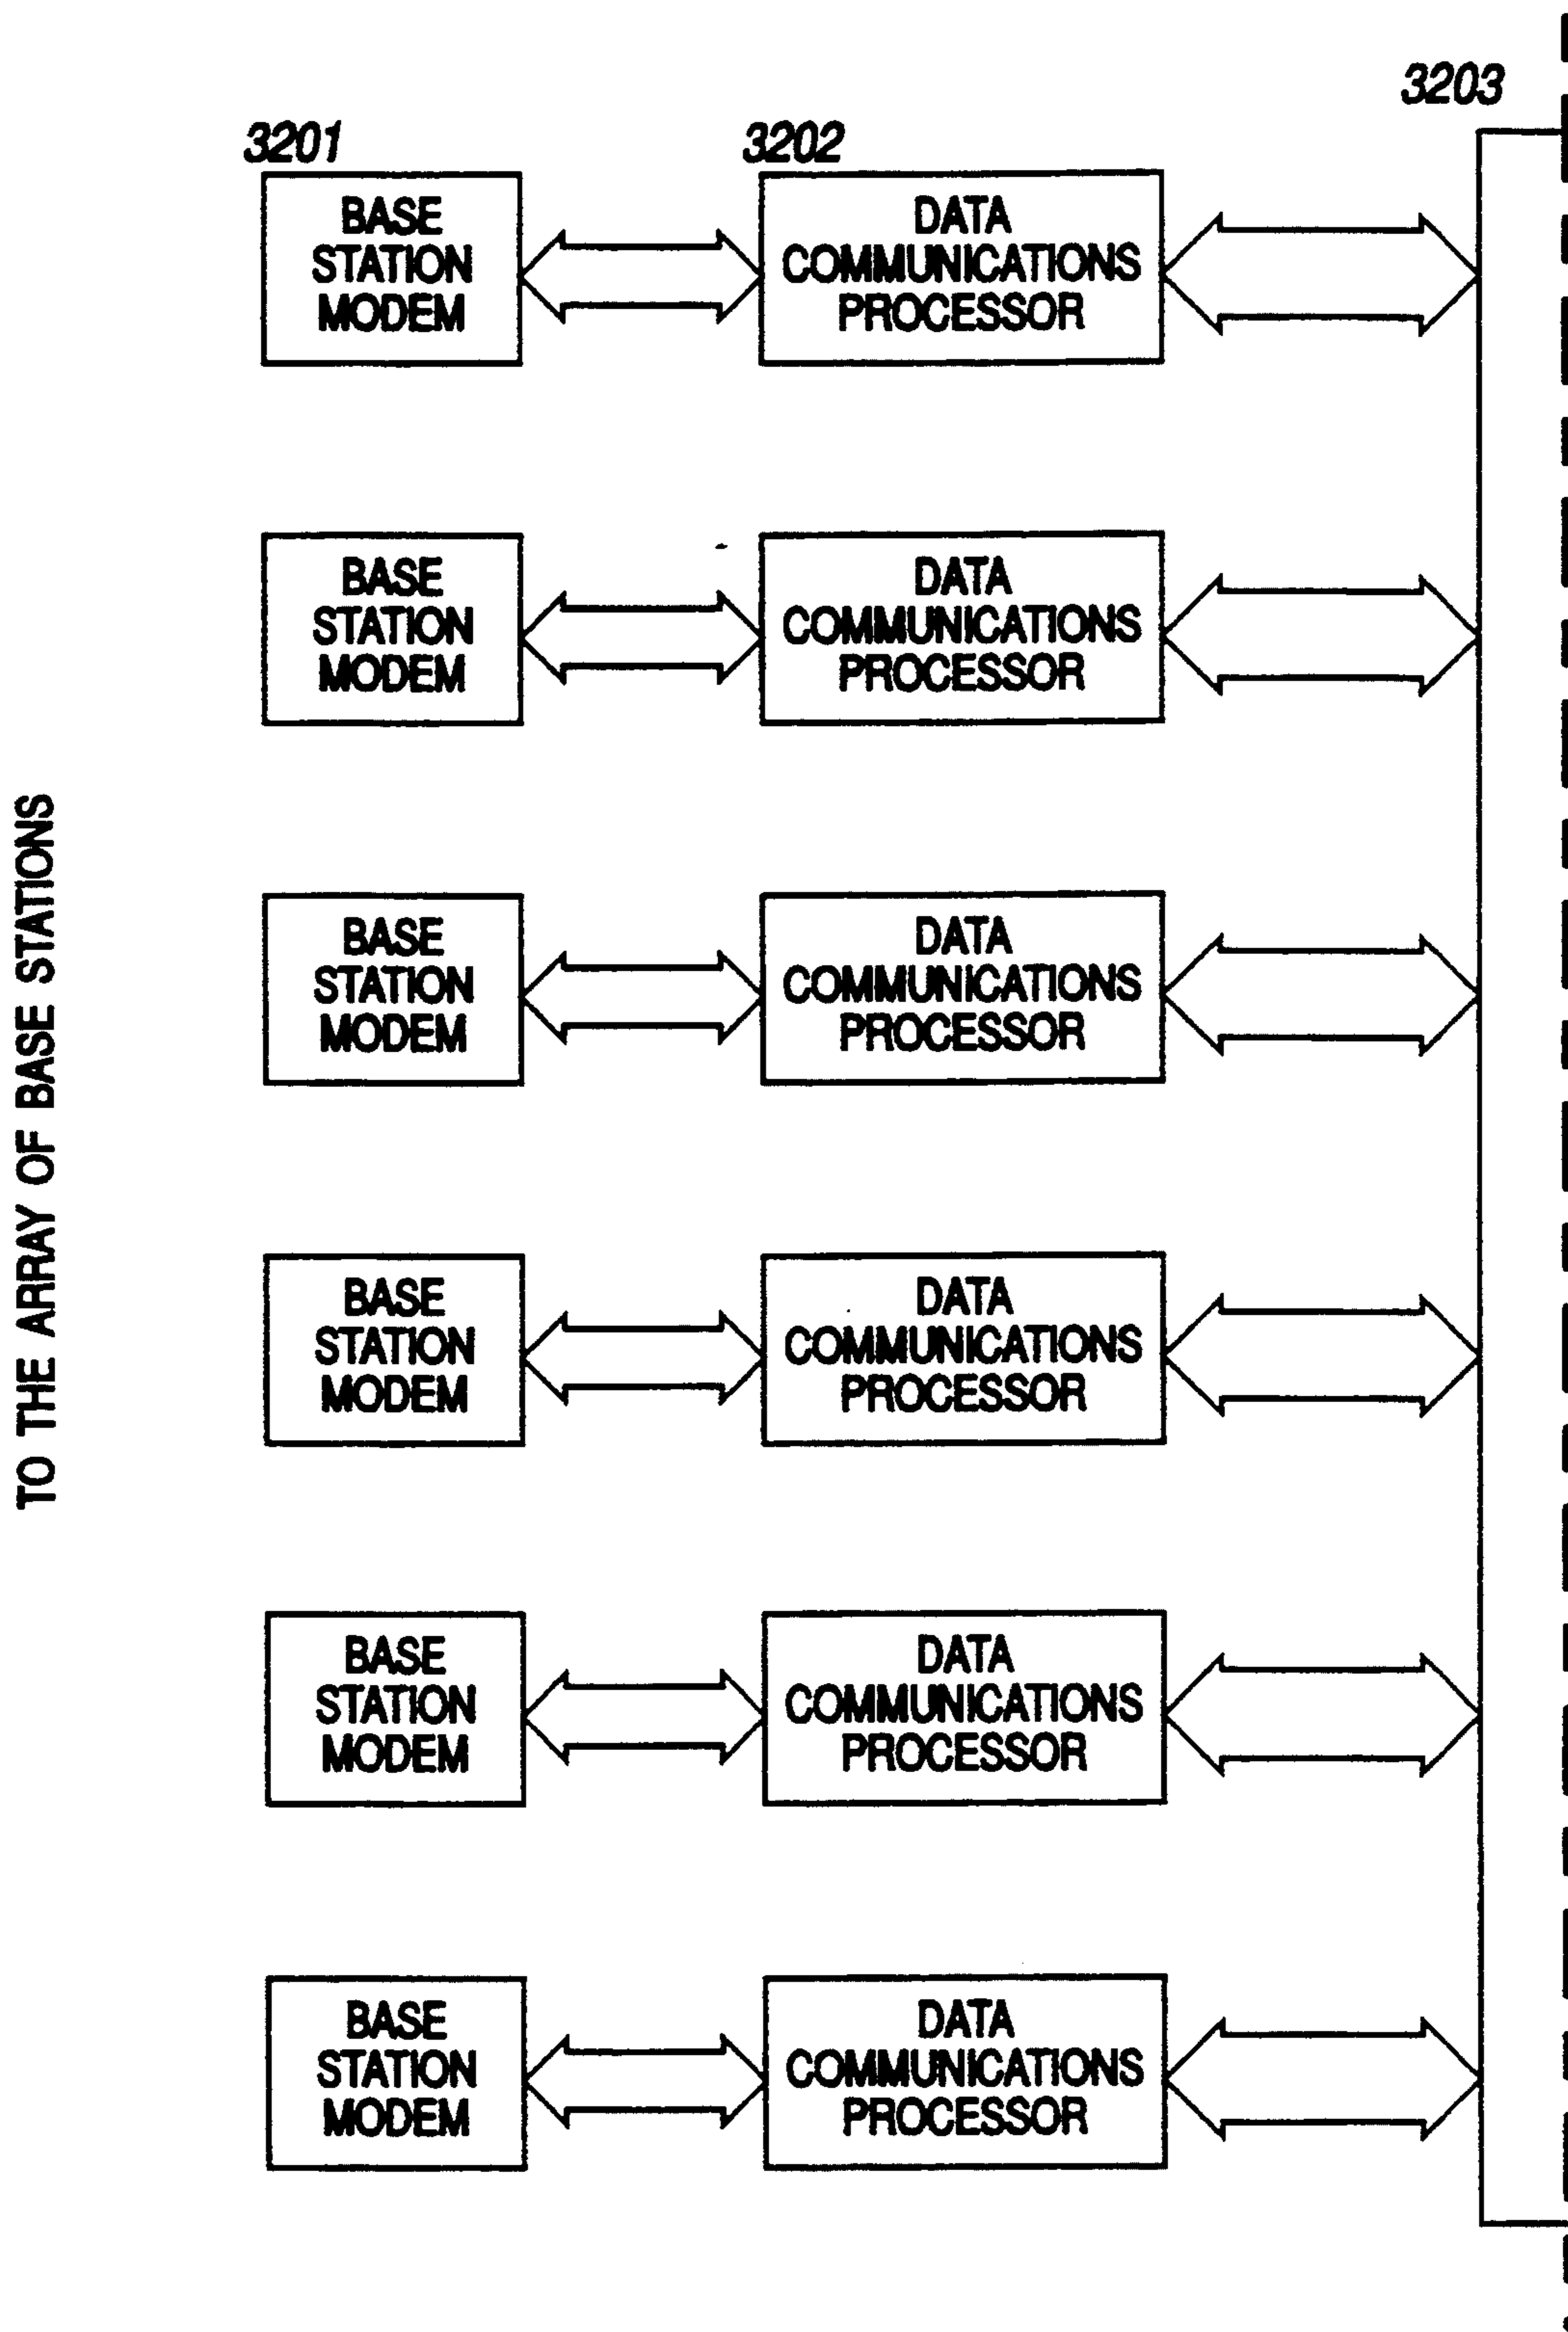 3203
3201
3202
BASE
STATION
MODEM
DATA
COMMUNICATIONS
PROCESSOR
BASE
STATION
MODEM
DATA
COMMUNICATIONS
PROCESSOR
TO THE ARRAY OF BASE STATIONS
BASE
STATION
MODEM
DATA
COMMUNICATIONS
PROCESSOR
BASE
STATION
MODEM
DATA
COMMUNICATIONS
PROCESSOR
BASE
STATION
MODEM
DATA
COMMUNICATIONS
PROCESSOR
BASE
STATION
MODEM
DATA
COMMUNICATIONS
PROCESSOR